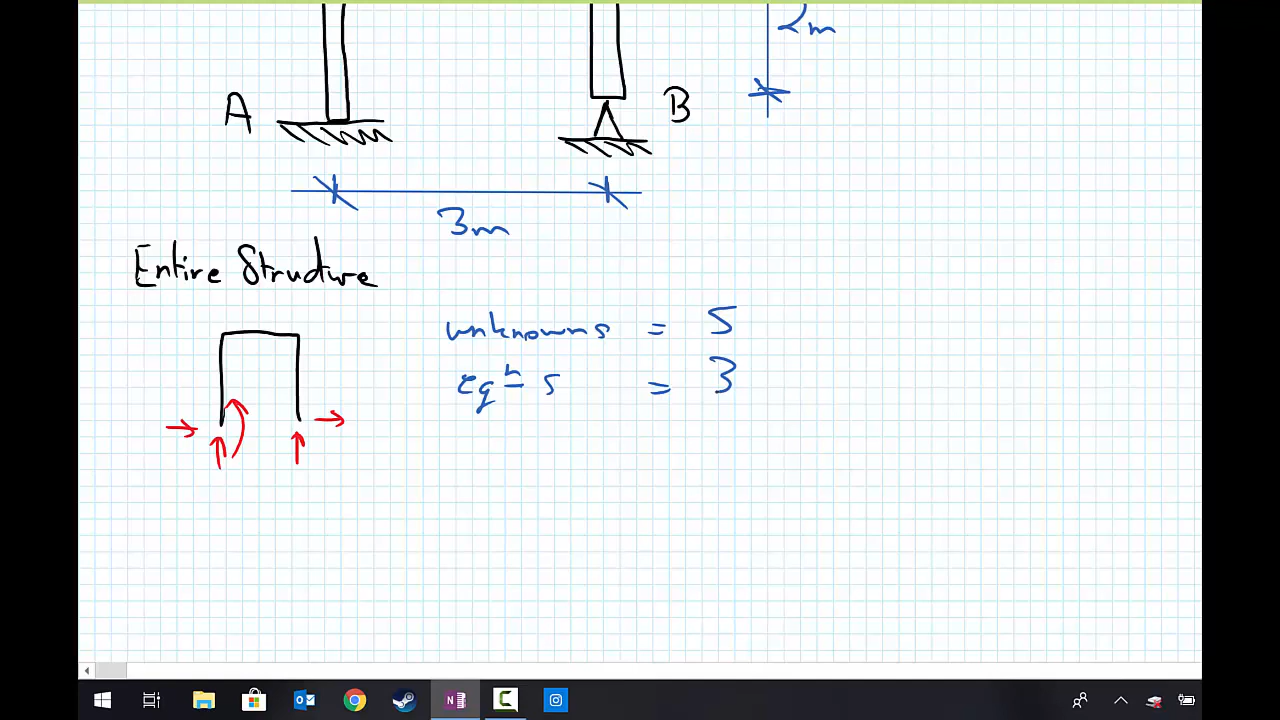 2m
A
B
3m
Entire Structure
unknowns = 5
eqⁿs = 3